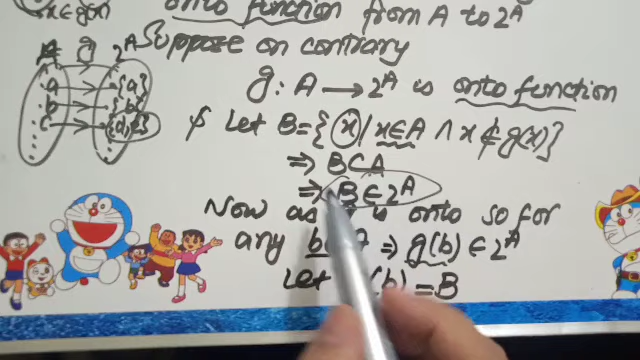 x∈g(x)
onto function from A to 2^A
Suppose on contrary
A g 2^A
a {a}
b {b}
c
g: A → 2^A is onto function
$ Let B={x | x∈A ∧ x∉g(x)}
⇒ B⊂A
⇒ B∈2^A
Now as is onto so for
any b A ⇒ g(b)∈2^A
Let (b) = B